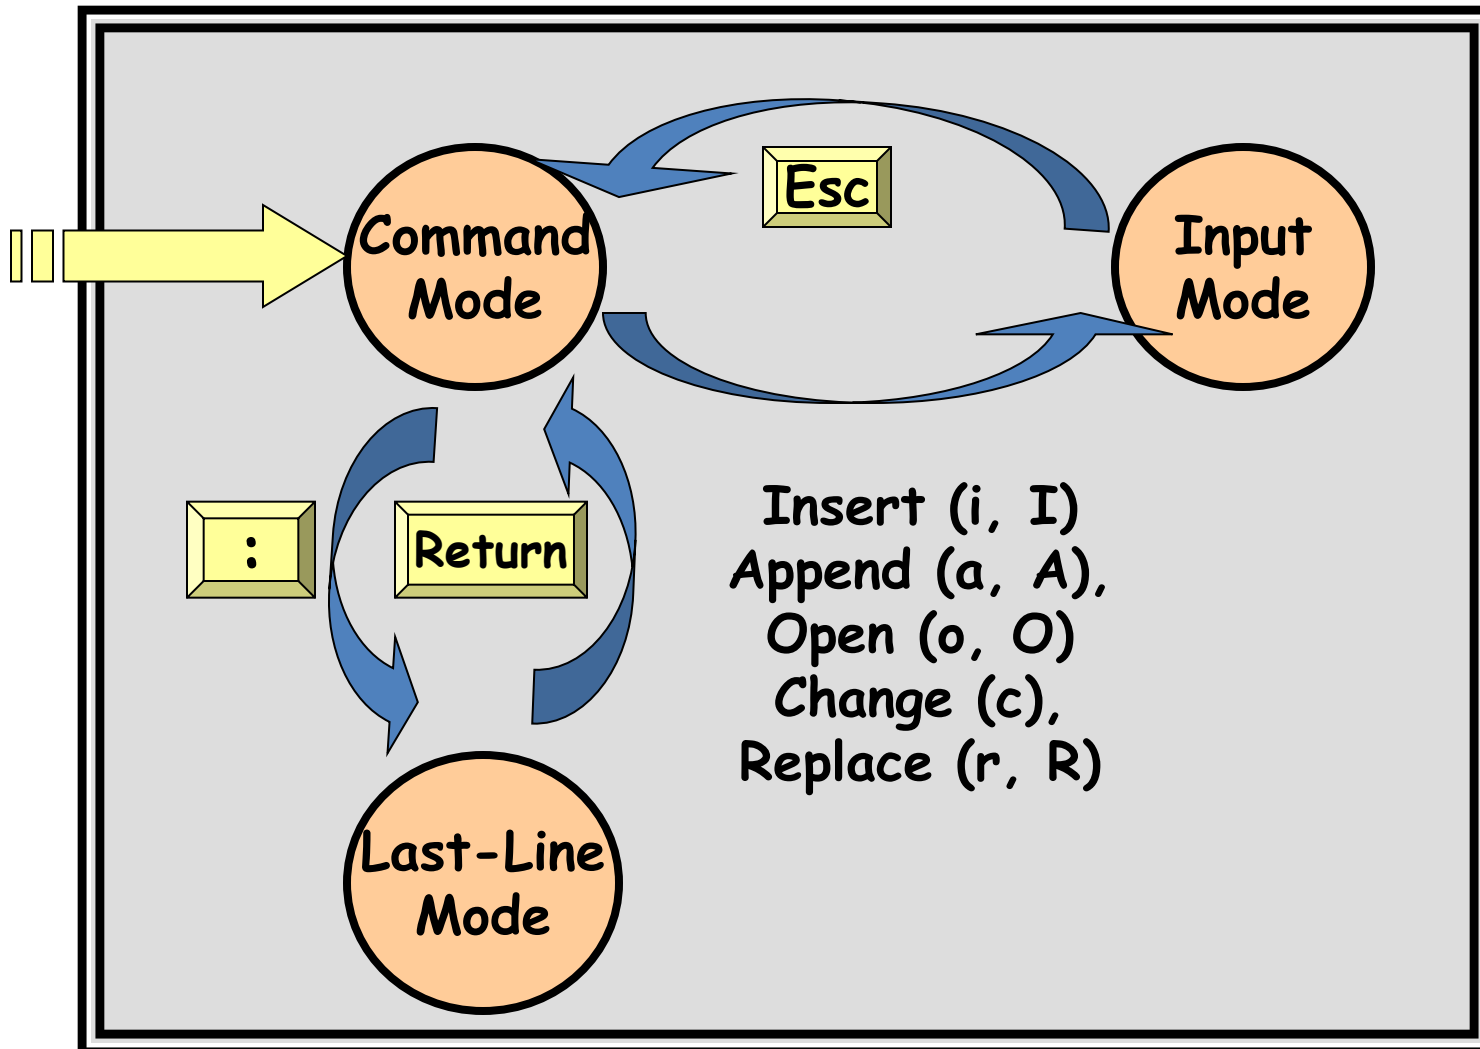 Esc
Command
Mode
Input
Mode
:
Return
Insert (i, I)
Append (a, A),
Open (o, O)
Change (c),
Replace (r, R)
Last-Line
Mode